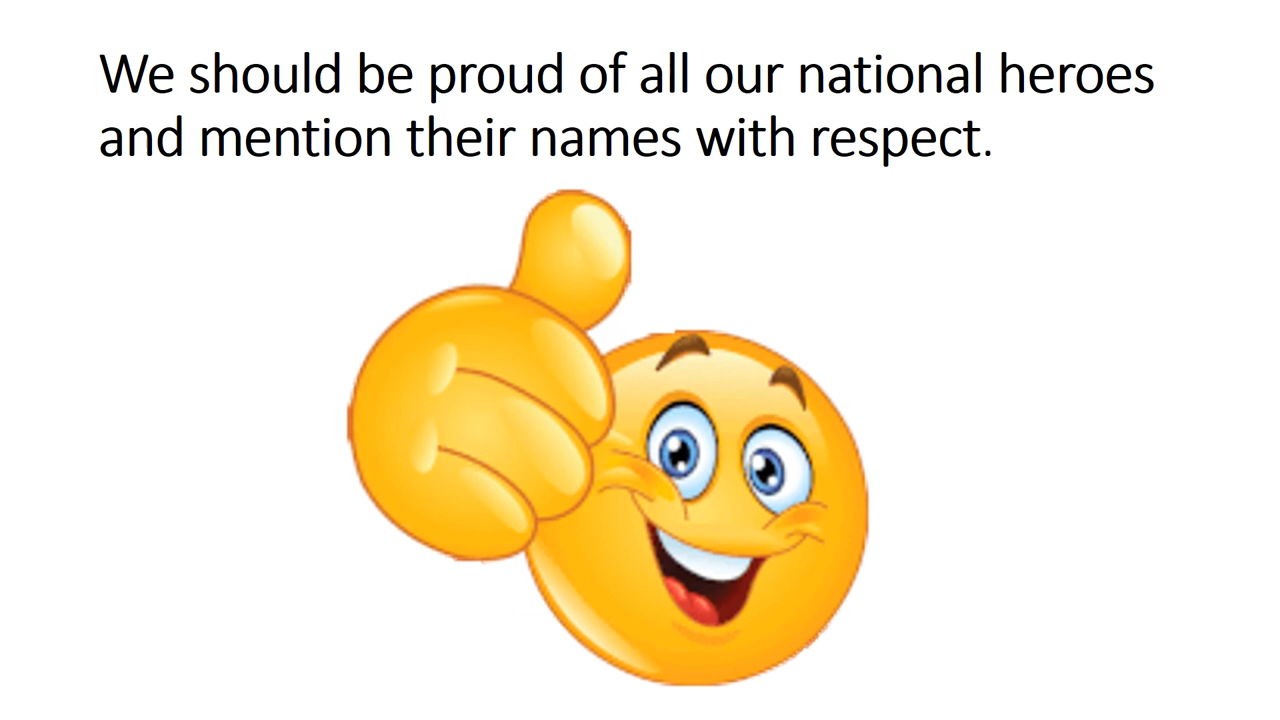 We should be proud of all our national heroes
and mention their names with respect.